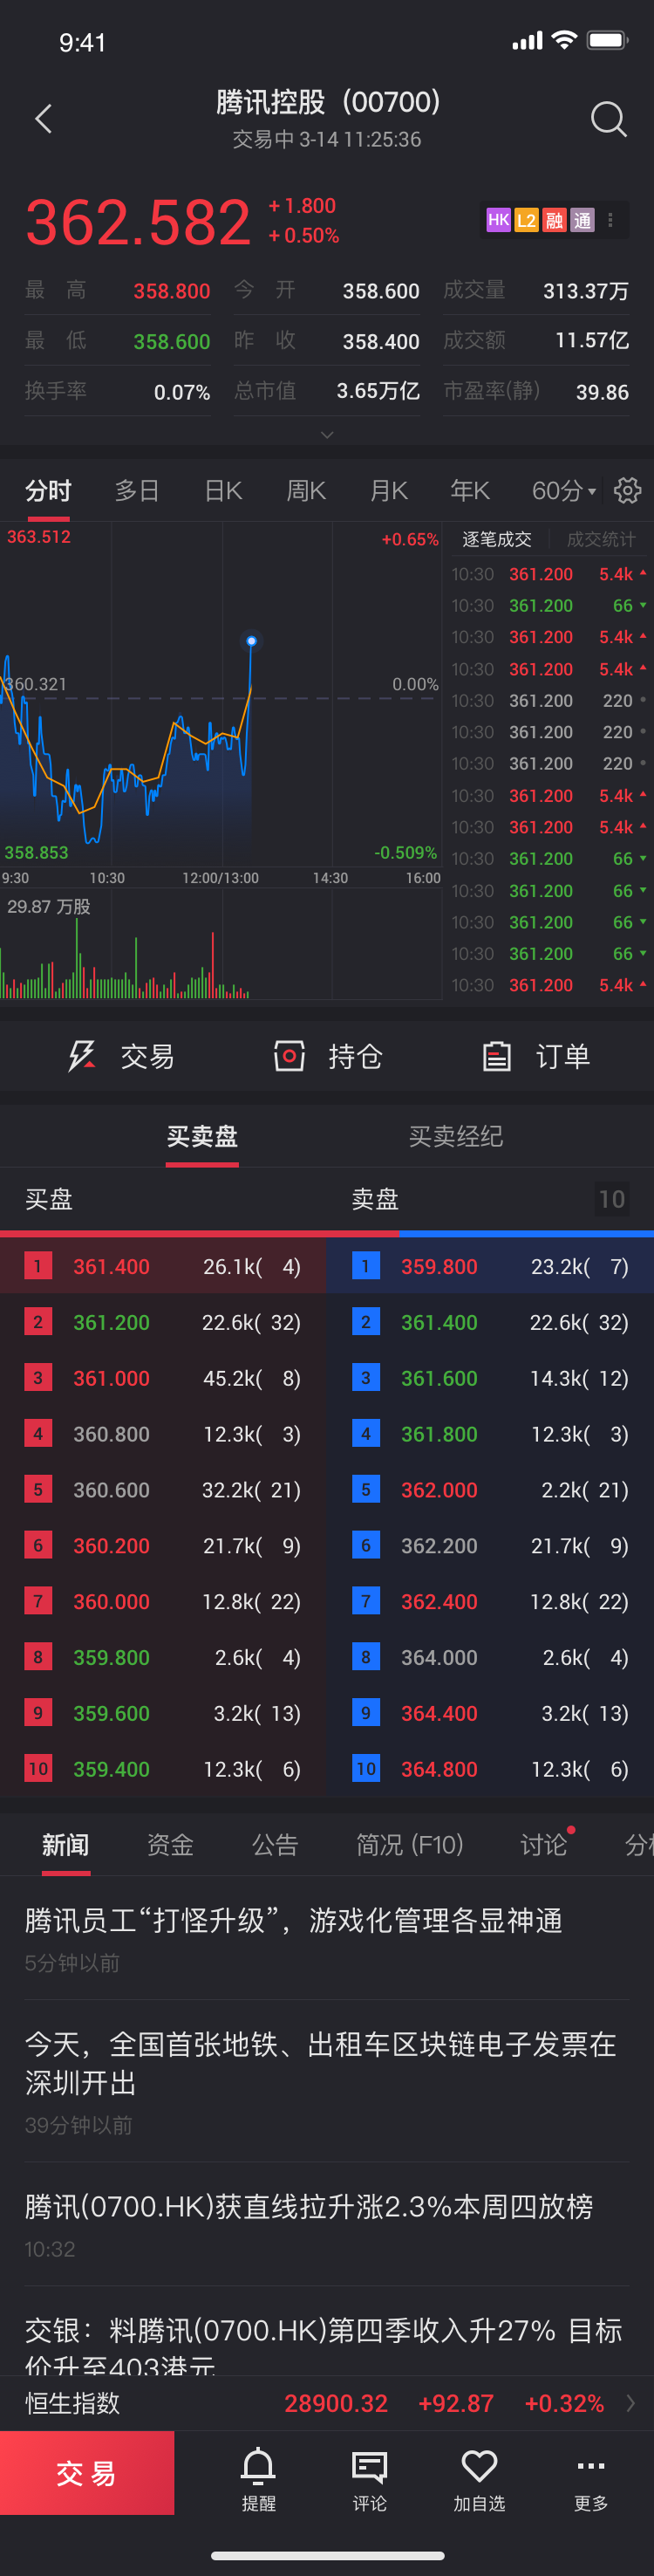 9:41
腾讯控股（00700）
交易中 3-14 11:25:36
362.582
+ 1.800
+ 0.50%
HK L2 融 通
最 高 358.800 今 开 358.600 成交量 313.37万
最 低 358.600 昨 收 358.400 成交额 11.57亿
换手率 0.07% 总市值 3.65万亿 市盈率(静) 39.86
分时 多日 日K 周K 月K 年K 60分
363.512 +0.65%
360.321 0.00%
358.853 -0.509%
9:30 10:30 12:00/13:00 14:30 16:00
29.87 万股
逐笔成交 成交统计
10:30 361.200 5.4k
10:30 361.200 66
10:30 361.200 5.4k
10:30 361.200 5.4k
10:30 361.200 220
10:30 361.200 220
10:30 361.200 220
10:30 361.200 5.4k
10:30 361.200 5.4k
10:30 361.200 66
10:30 361.200 66
10:30 361.200 66
10:30 361.200 66
10:30 361.200 5.4k
交易 持仓 订单
买卖盘 买卖经纪
买盘 卖盘 10
1 361.400 26.1k( 4) 1 359.800 23.2k( 7)
2 361.200 22.6k( 32) 2 361.400 22.6k( 32)
3 361.000 45.2k( 8) 3 361.600 14.3k( 12)
4 360.800 12.3k( 3) 4 361.800 12.3k( 3)
5 360.600 32.2k( 21) 5 362.000 2.2k( 21)
6 360.200 21.7k( 9) 6 362.200 21.7k( 9)
7 360.000 12.8k( 22) 7 362.400 12.8k( 22)
8 359.800 2.6k( 4) 8 364.000 2.6k( 4)
9 359.600 3.2k( 13) 9 364.400 3.2k( 13)
10 359.400 12.3k( 6) 10 364.800 12.3k( 6)
新闻 资金 公告 简况 (F10) 讨论 分
腾讯员工“打怪升级”，游戏化管理各显神通
5分钟以前
今天，全国首张地铁、出租车区块链电子发票在
深圳开出
39分钟以前
腾讯(0700.HK)获直线拉升涨2.3%本周四放榜
10:32
交银：料腾讯(0700.HK)第四季收入升27% 目标
价升至403港元
恒生指数 28900.32 +92.87 +0.32%
交易 提醒 评论 加自选 更多